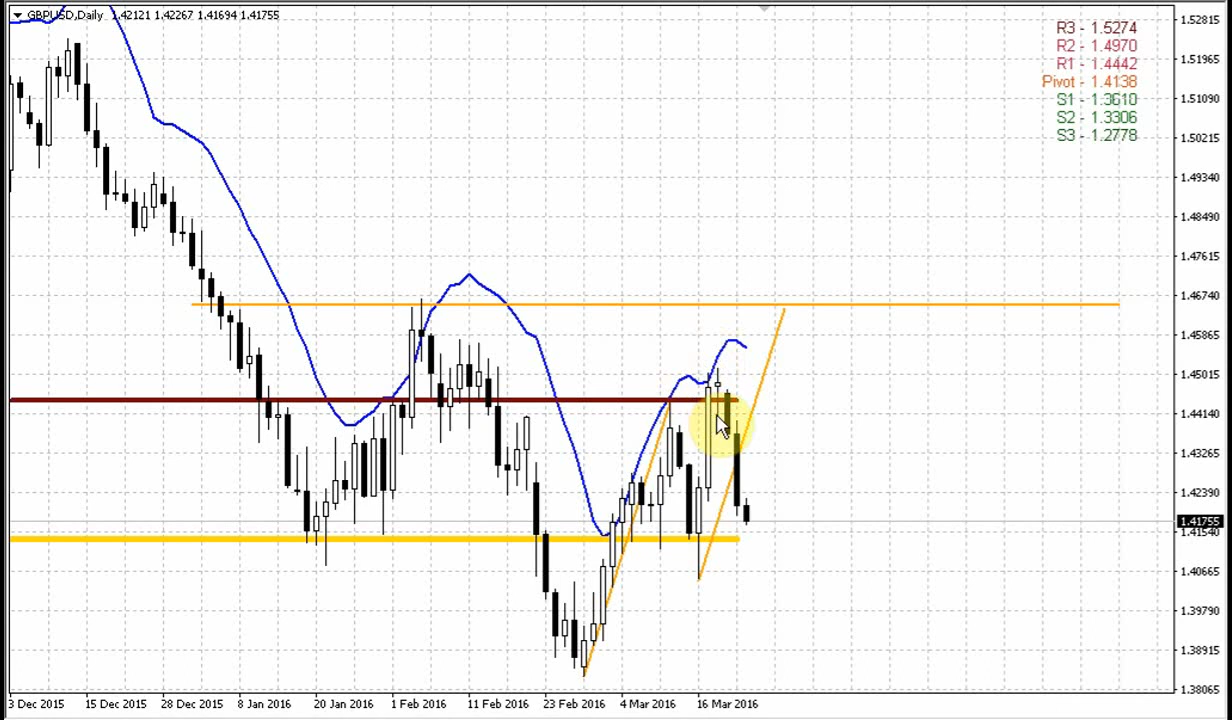 GBPUSD,Daily 1.42121 1.42267 1.41694 1.41755
R3 - 1.5274
R2 - 1.4970
R1 - 1.4442
Pivot - 1.4138
S1 - 1.3610
S2 - 1.3306
S3 - 1.2778
1.52815
1.51965
1.51090
1.50215
1.49340
1.48490
1.47615
1.46740
1.45865
1.45015
1.44140
1.43265
1.42390
1.41755
1.41540
1.40665
1.39790
1.38915
1.38065
3 Dec 2015 15 Dec 2015 28 Dec 2015 8 Jan 2016 20 Jan 2016 1 Feb 2016 11 Feb 2016 23 Feb 2016 4 Mar 2016 16 Mar 2016